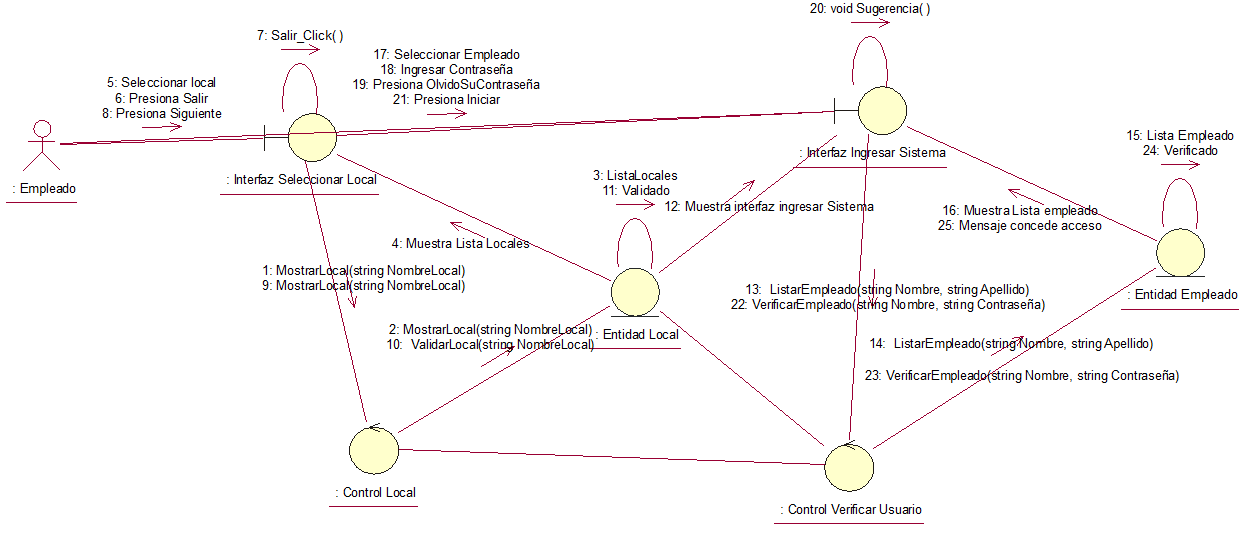 20: void Sugerencia( )
7: Salir_Click( )
17: Seleccionar Empleado
18: Ingresar Contraseña
19: Presiona OlvidoSuContraseña
21: Presiona Iniciar
5: Seleccionar local
6: Presiona Salir
8: Presiona Siguiente
15: Lista Empleado
24: Verificado
: Empleado
: Interfaz Seleccionar Local
: Interfaz Ingresar Sistema
3: ListaLocales
11: Validado
12: Muestra interfaz ingresar Sistema
16: Muestra Lista empleado
25: Mensaje concede acceso
4: Muestra Lista Locales
1: MostrarLocal(string NombreLocal)
9: MostrarLocal(string NombreLocal)
13: ListarEmpleado(string Nombre, string Apellido)
22: VerificarEmpleado(string Nombre, string Contraseña)
: Entidad Empleado
2: MostrarLocal(string NombreLocal)
10: ValidarLocal(string NombreLocal)
: Entidad Local
14: ListarEmpleado(string Nombre, string Apellido)
23: VerificarEmpleado(string Nombre, string Contraseña)
: Control Local
: Control Verificar Usuario